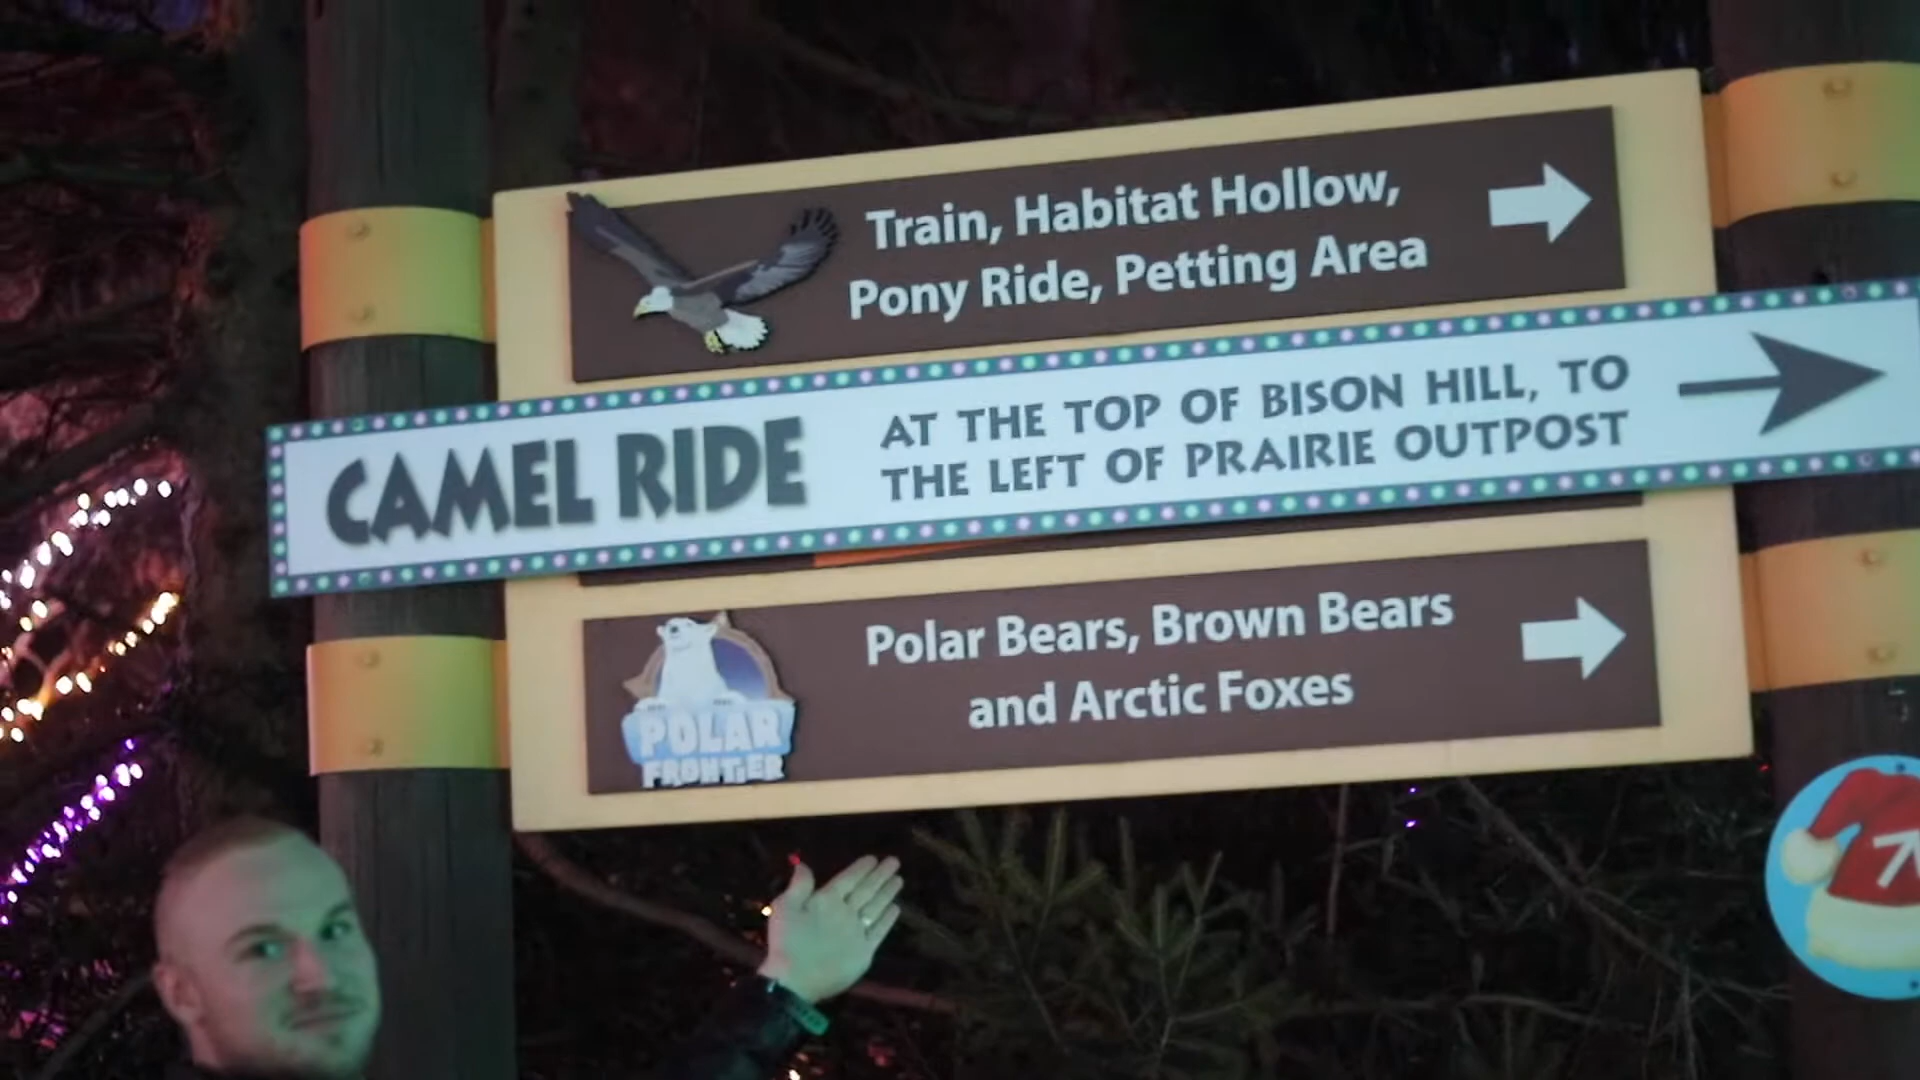 Train, Habitat Hollow,
Pony Ride, Petting Area
CAMEL RIDE
AT THE TOP OF BISON HILL, TO
THE LEFT OF PRAIRIE OUTPOST
POLAR
FRONTIER
Polar Bears, Brown Bears
and Arctic Foxes